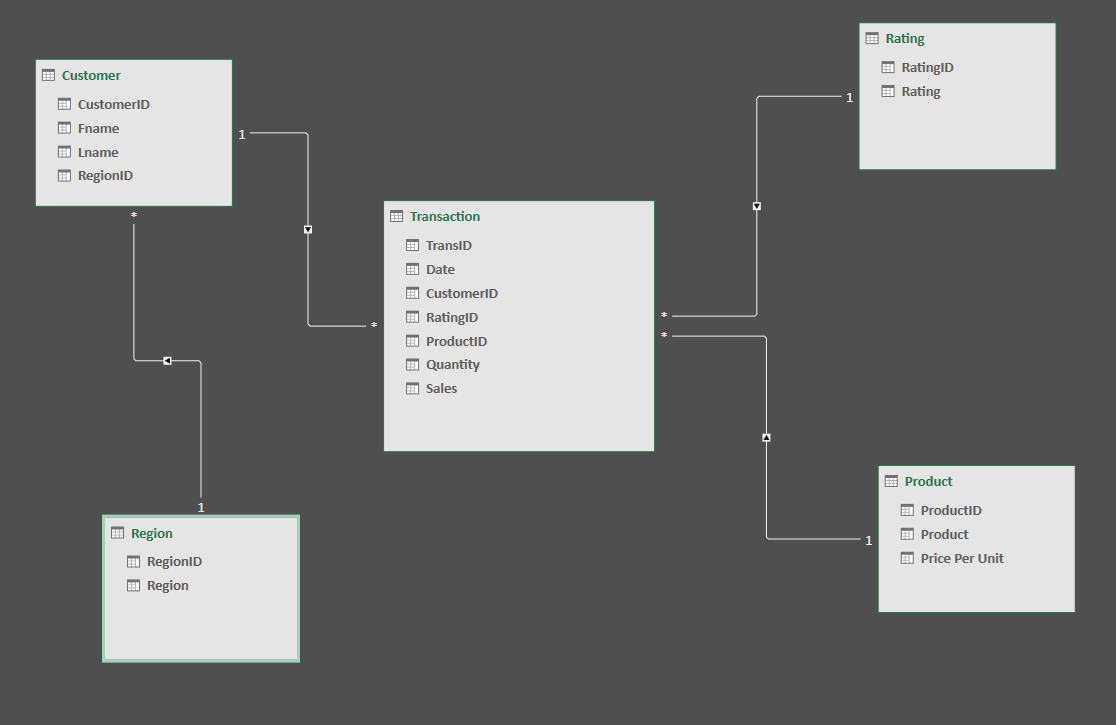 Customer
CustomerID
Fname
Lname
RegionID
1
*
Transaction
TransID
Date
CustomerID
RatingID
ProductID
Quantity
Sales
*
*
*
Rating
RatingID
Rating
1
Region
RegionID
Region
1
Product
ProductID
Product
Price Per Unit
1